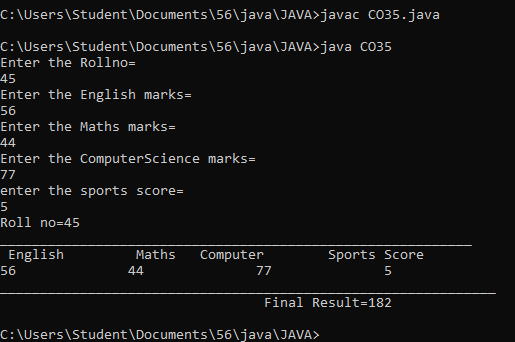 C:\Users\Student\Documents\56\java\JAVA>javac CO35.java
C:\Users\Student\Documents\56\java\JAVA>java CO35
Enter the Rollno=
45
Enter the English marks=
56
Enter the Maths marks=
44
Enter the ComputerScience marks=
77
enter the sports score=
5
Roll no=45
___________________________________________________________
 English         Maths   Computer        Sports Score
56              44              77              5
______________________________________________________________
                                 Final Result=182
C:\Users\Student\Documents\56\java\JAVA>